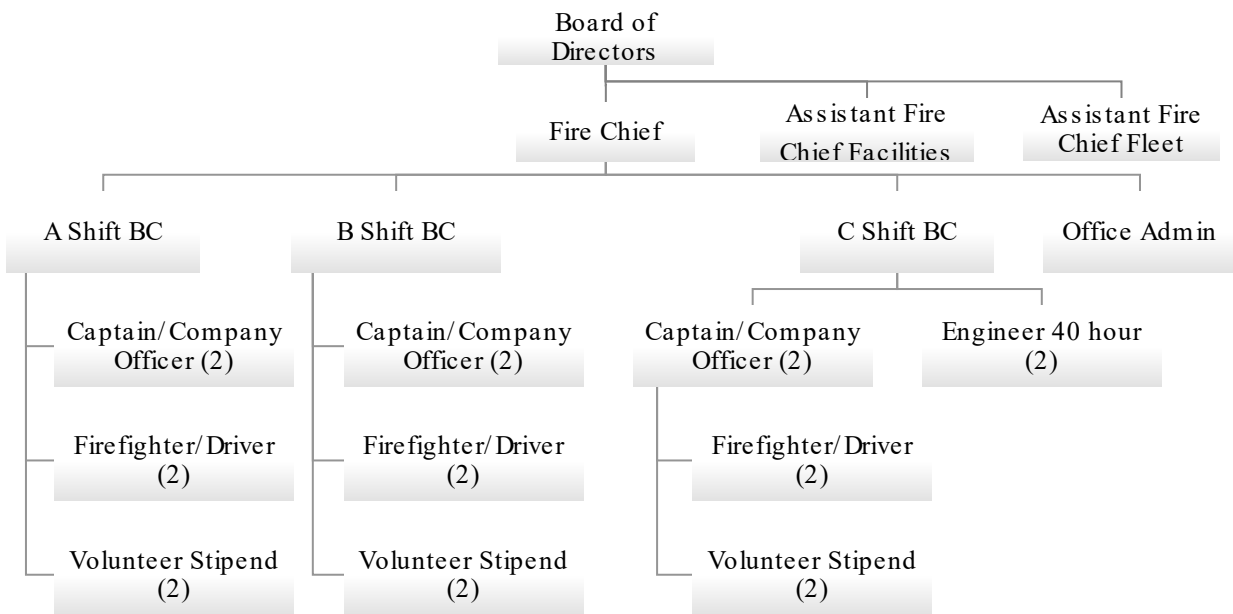 Board of
Directors
Fire Chief
Assistant Fire
Chief Facilities
Assistant Fire
Chief Fleet
A Shift BC
B Shift BC
C Shift BC
Office Admin
Captain/Company
Officer (2)
Captain/Company
Officer (2)
Captain/Company
Officer (2)
Engineer 40 hour
(2)
Firefighter/Driver
(2)
Firefighter/Driver
(2)
Firefighter/Driver
(2)
Volunteer Stipend
(2)
Volunteer Stipend
(2)
Volunteer Stipend
(2)